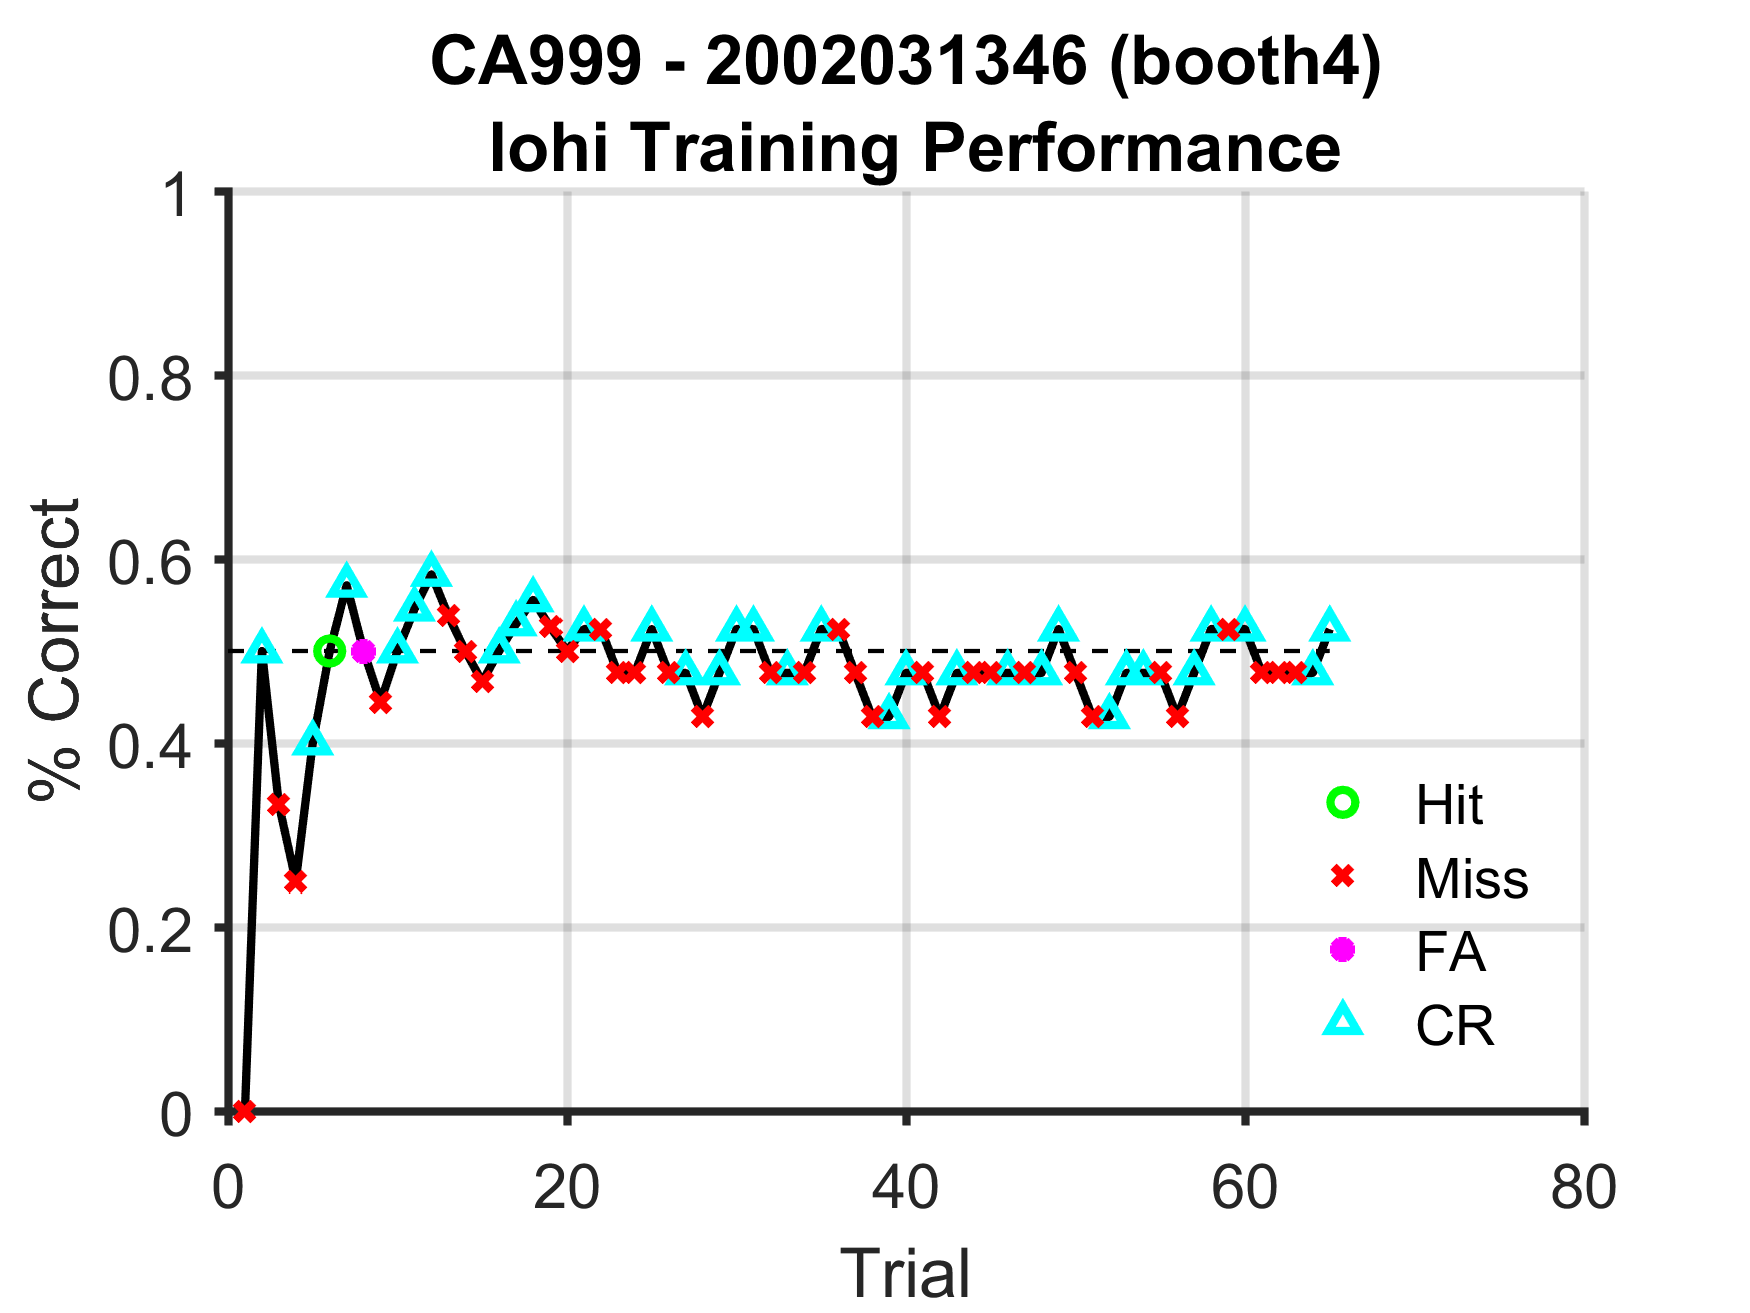 CA999 - 2002031346 (booth4)
lohi Training Performance
1
0.8
0.6
0.4
0.2
0
% Correct
Hit
Miss
FA
CR
0 20 40 60 80
Trial